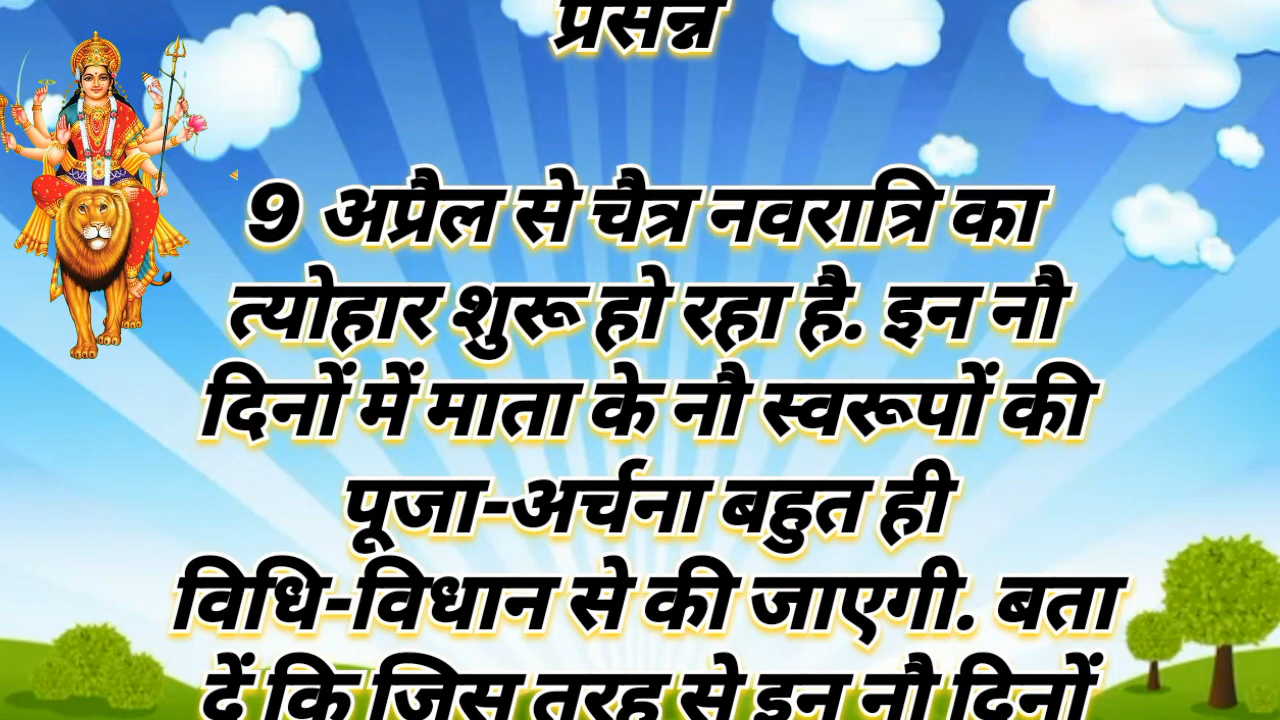 प्रसन्न
9 अप्रैल से चैत्र नवरात्रि का
त्योहार शुरू हो रहा है. इन नौ
दिनों में माता के नौ स्वरूपों की
पूजा-अर्चना बहुत ही
विधि-विधान से की जाएगी. बता
दें कि जिस तरह से इन नौ दिनों